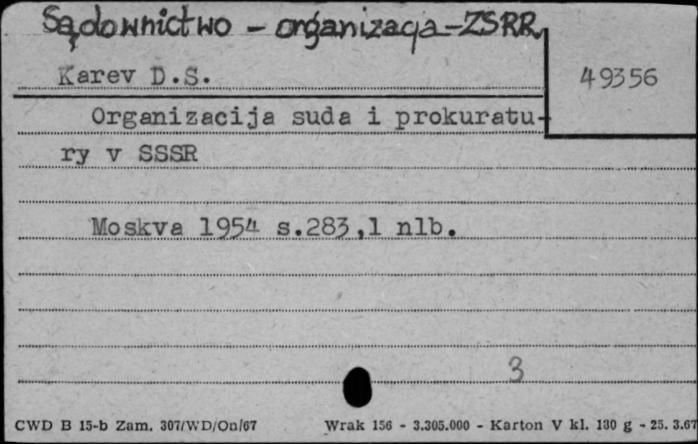 Sądownictwo - organizacja - ZSRR
Karev D.S.
49356
Organizacija suda i prokuratu-
ry v SSSR
Moskva 1954 s.283,1 nlb.
3
CWD B 15-b Zam. 307/WD/On/67 Wrak 156 - 3.305.000 - Karton V kl. 180 g - 25. 3.67